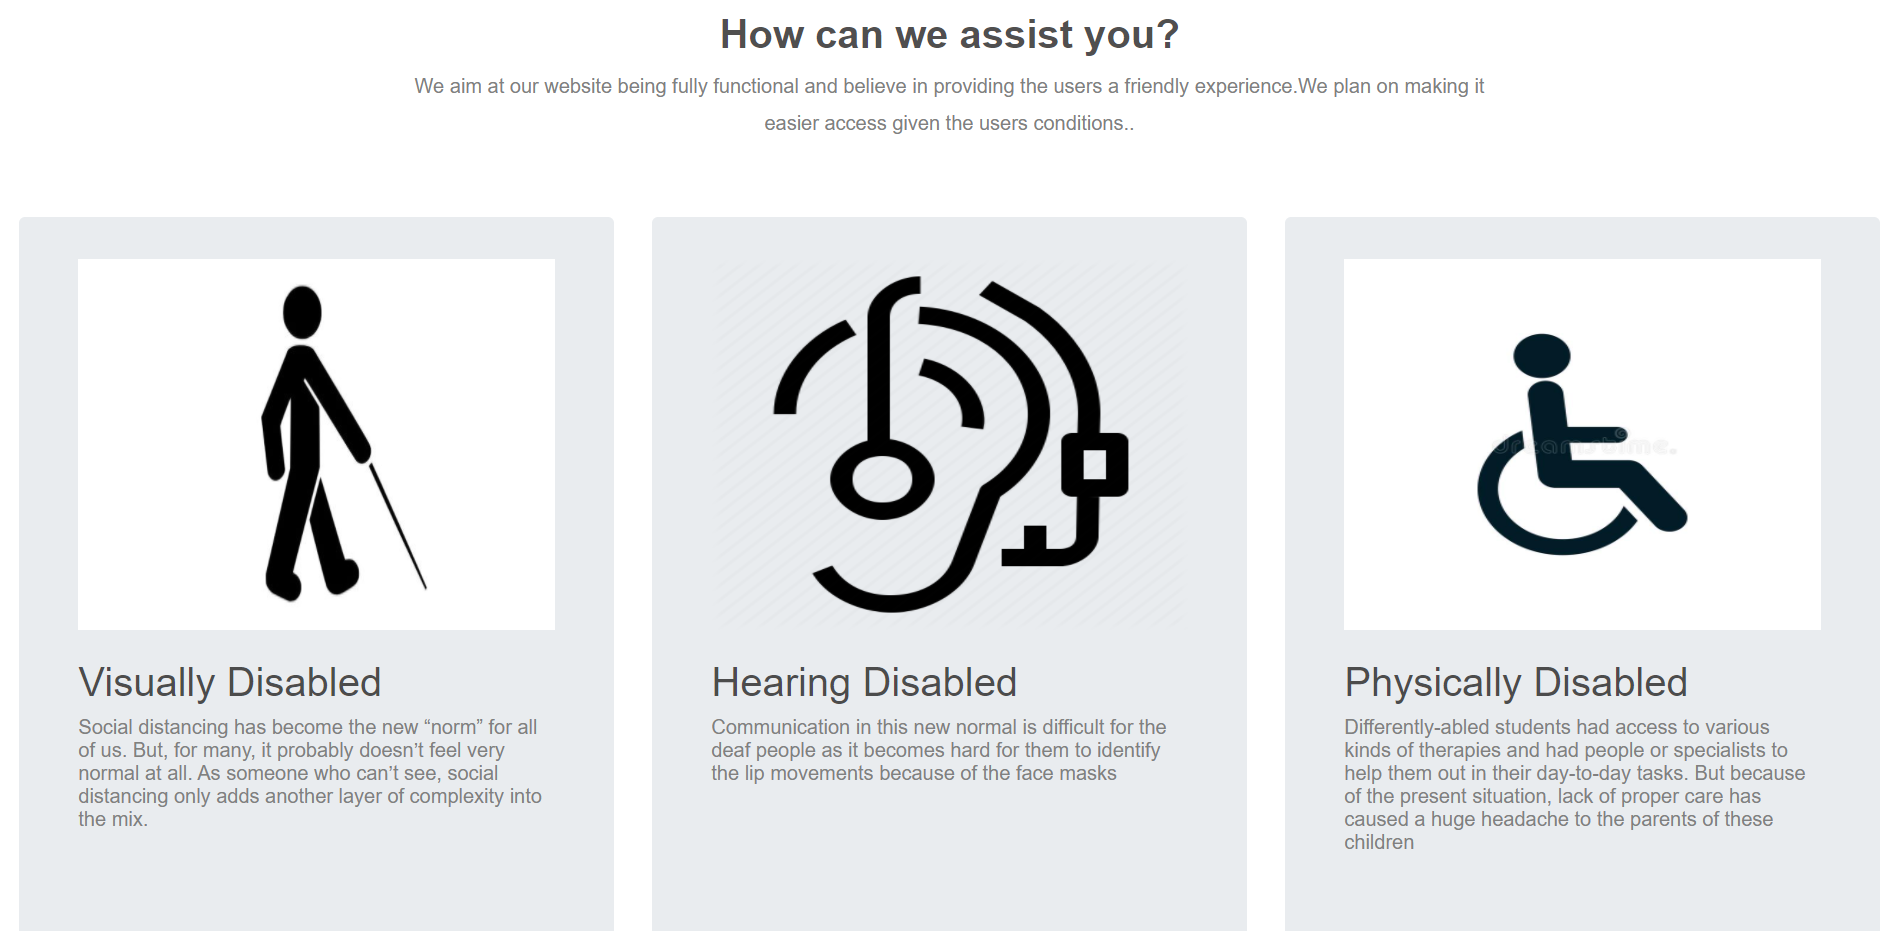 How can we assist you?
We aim at our website being fully functional and believe in providing the users a friendly experience.We plan on making it
easier access given the users conditions..
dreamstime.
Visually Disabled
Social distancing has become the new “norm” for all
of us. But, for many, it probably doesn’t feel very
normal at all. As someone who can’t see, social
distancing only adds another layer of complexity into
the mix.
Hearing Disabled
Communication in this new normal is difficult for the
deaf people as it becomes hard for them to identify
the lip movements because of the face masks
Physically Disabled
Differently-abled students had access to various
kinds of therapies and had people or specialists to
help them out in their day-to-day tasks. But because
of the present situation, lack of proper care has
caused a huge headache to the parents of these
children